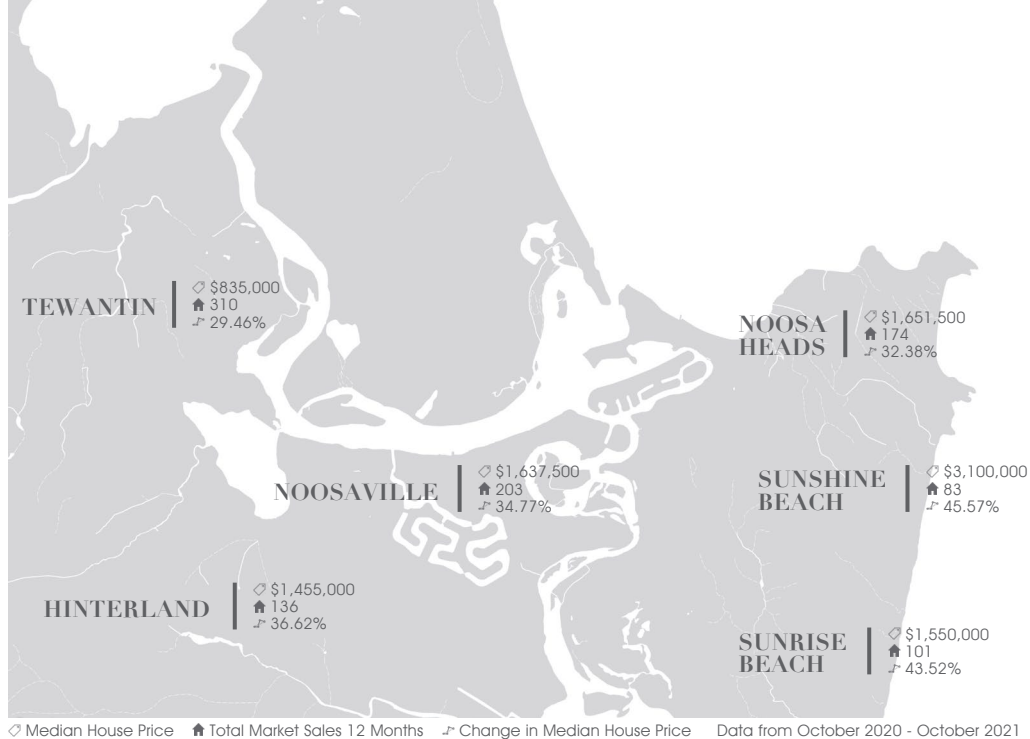 TEWANTIN
$835,000
310
29.46%
NOOSA
HEADS
$1,651,500
174
32.38%
NOOSAVILLE
$1,637,500
203
34.77%
SUNSHINE
BEACH
$3,100,000
83
45.57%
HINTERLAND
$1,455,000
136
36.62%
SUNRISE
BEACH
$1,550,000
101
43.52%
Median House Price Total Market Sales 12 Months Change in Median House Price Data from October 2020 - October 2021